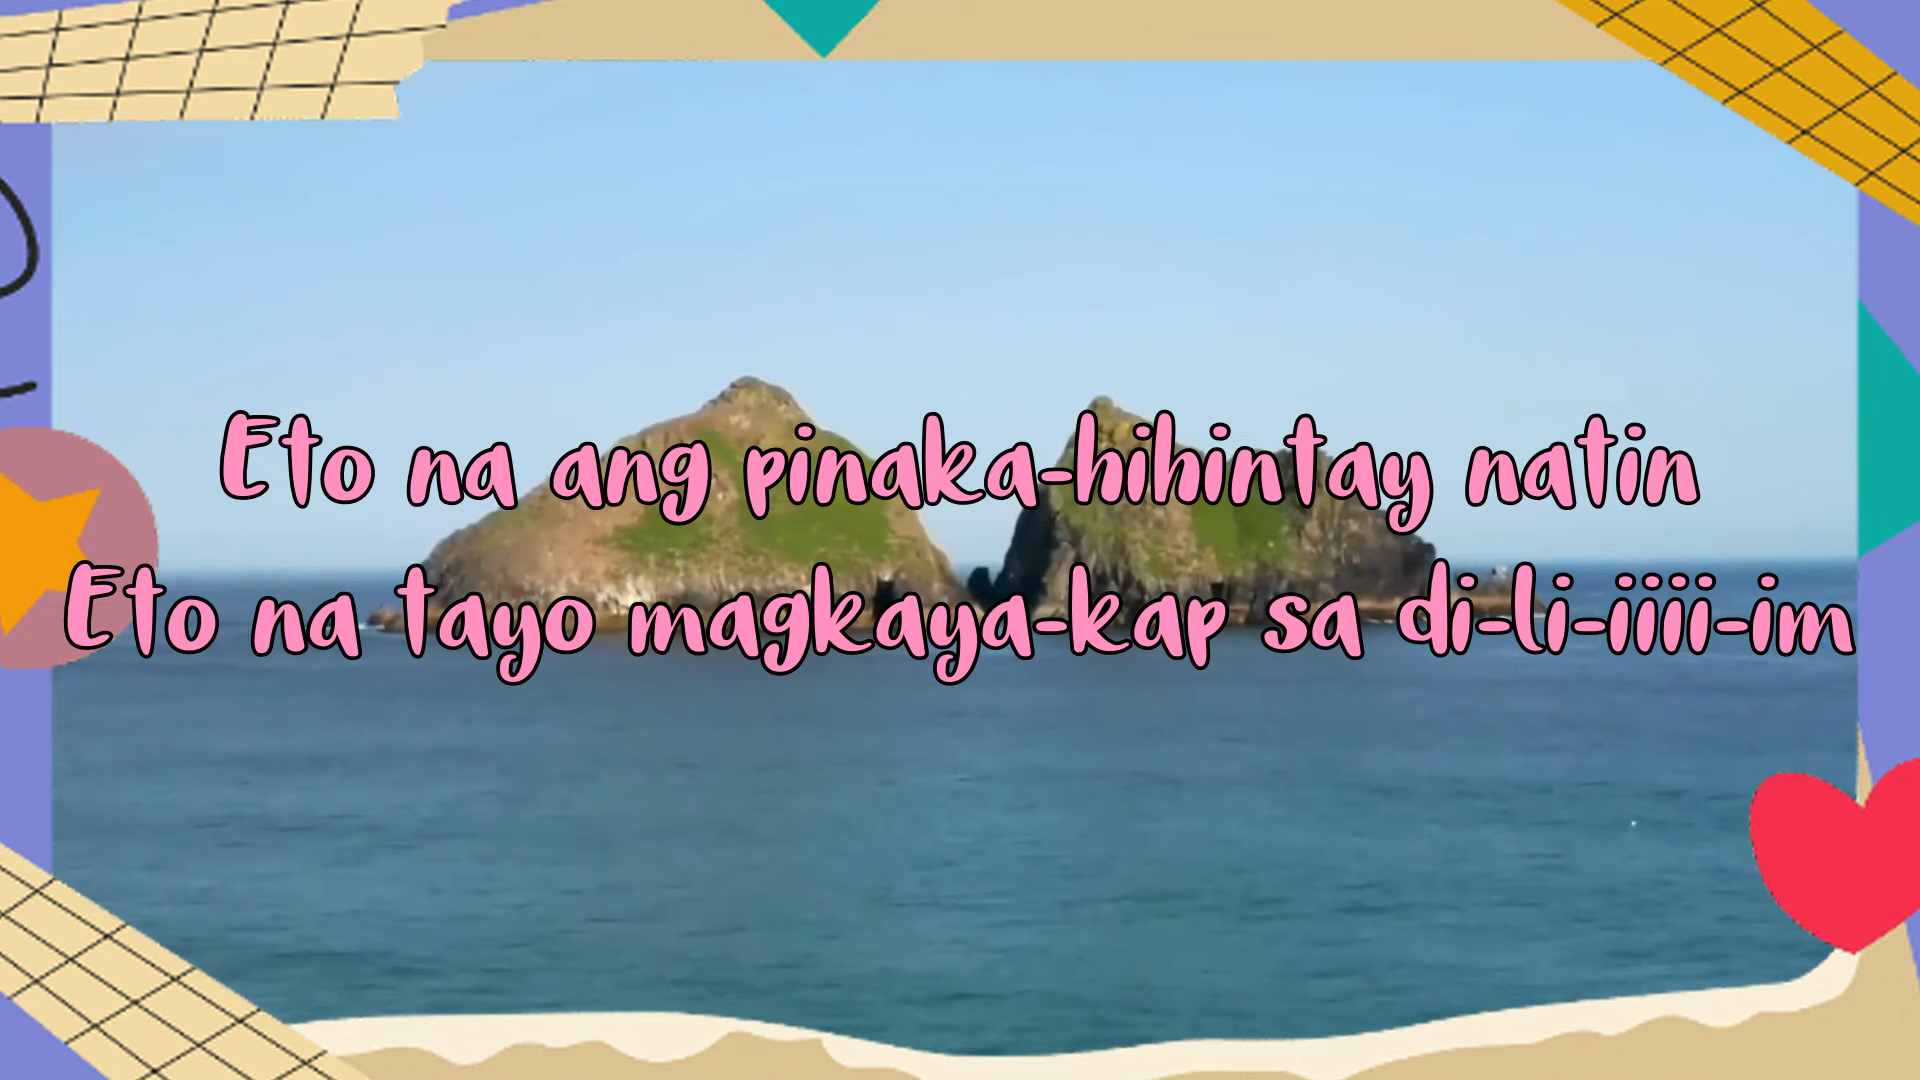 Eto na ang pinaka-hihintay natin
Eto na tayo magkaya-kap sa di-li-iiii-im